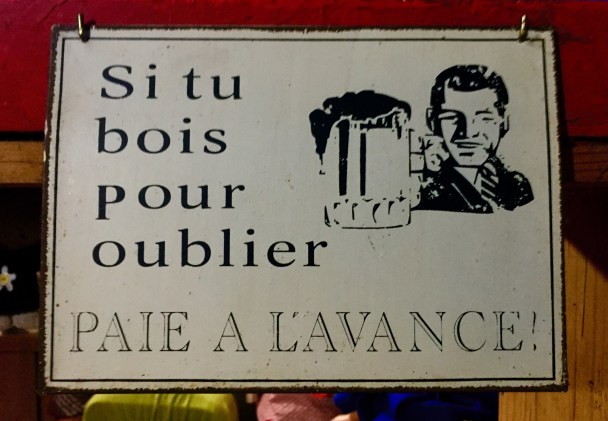 Si tu
bois
pour
oublier
PAIE A L'AVANCE!